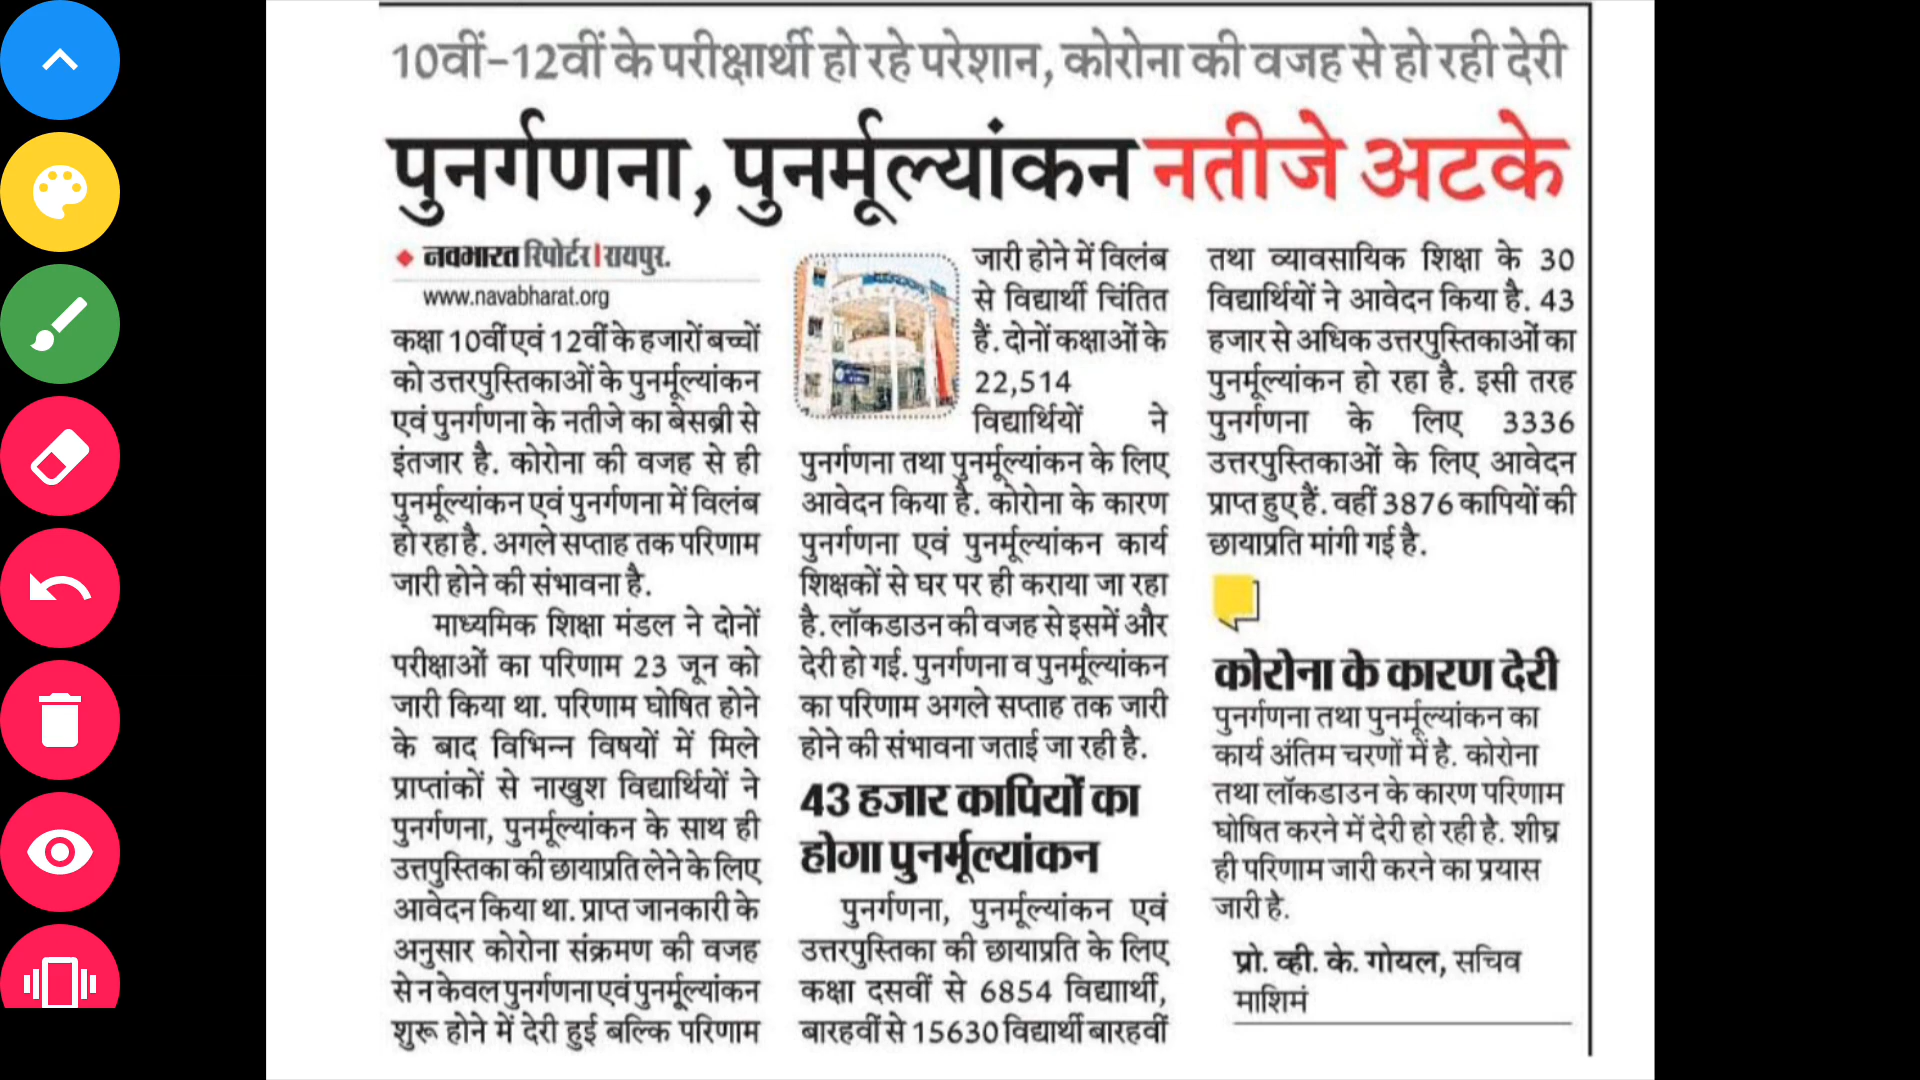 10वीं-12वीं के परीक्षार्थी हो रहे परेशान, कोरोना की वजह से हो रही देरी
पुनर्गणना, पुनर्मूल्यांकन नतीजे अटके
नवभारत रिपोर्टर | रायपुर.
www.navabharat.org
कक्षा 10वीं एवं 12वीं के हजारों बच्चों
को उत्तरपुस्तिकाओं के पुनर्मूल्यांकन
एवं पुनर्गणना के नतीजे का बेसब्री से
इंतजार है. कोरोना की वजह से ही
पुनर्मूल्यांकन एवं पुनर्गणना में विलंब
हो रहा है. अगले सप्ताह तक परिणाम
जारी होने की संभावना है.
माध्यमिक शिक्षा मंडल ने दोनों
परीक्षाओं का परिणाम 23 जून को
जारी किया था. परिणाम घोषित होने
के बाद विभिन्न विषयों में मिले
प्राप्तांकों से नाखुश विद्यार्थियों ने
पुनर्गणना, पुनर्मूल्यांकन के साथ ही
उत्तपुस्तिका की छायाप्रति लेने के लिए
आवेदन किया था. प्राप्त जानकारी के
अनुसार कोरोना संक्रमण की वजह
से न केवल पुनर्गणना एवं पुनर्मूल्यांकन
शुरू होने में देरी हुई बल्कि परिणाम
जारी होने में विलंब
से विद्यार्थी चिंतित
हैं. दोनों कक्षाओं के
22,514
विद्यार्थियों ने
पुनर्गणना तथा पुनर्मूल्यांकन के लिए
आवेदन किया है. कोरोना के कारण
पुनर्गणना एवं पुनर्मूल्यांकन कार्य
शिक्षकों से घर पर ही कराया जा रहा
है. लॉकडाउन की वजह से इसमें और
देरी हो गई. पुनर्गणना व पुनर्मूल्यांकन
का परिणाम अगले सप्ताह तक जारी
होने की संभावना जताई जा रही है.
43 हजार कापियों का
होगा पुनर्मूल्यांकन
पुनर्गणना, पुनर्मूल्यांकन एवं
उत्तरपुस्तिका की छायाप्रति के लिए
कक्षा दसवीं से 6854 विद्यार्थी,
बारहवीं से 15630 विद्यार्थी बारहवीं
तथा व्यावसायिक शिक्षा के 30
विद्यार्थियों ने आवेदन किया है. 43
हजार से अधिक उत्तरपुस्तिकाओं का
पुनर्मूल्यांकन हो रहा है. इसी तरह
पुनर्गणना के लिए 3336
उत्तरपुस्तिकाओं के लिए आवेदन
प्राप्त हुए हैं. वहीं 3876 कापियों की
छायाप्रति मांगी गई है.
कोरोना के कारण देरी
पुनर्गणना तथा पुनर्मूल्यांकन का
कार्य अंतिम चरणों में है. कोरोना
तथा लॉकडाउन के कारण परिणाम
घोषित करने में देरी हो रही है. शीघ्र
ही परिणाम जारी करने का प्रयास
जारी है.
प्रो. व्ही. के. गोयल, सचिव
माशिमं